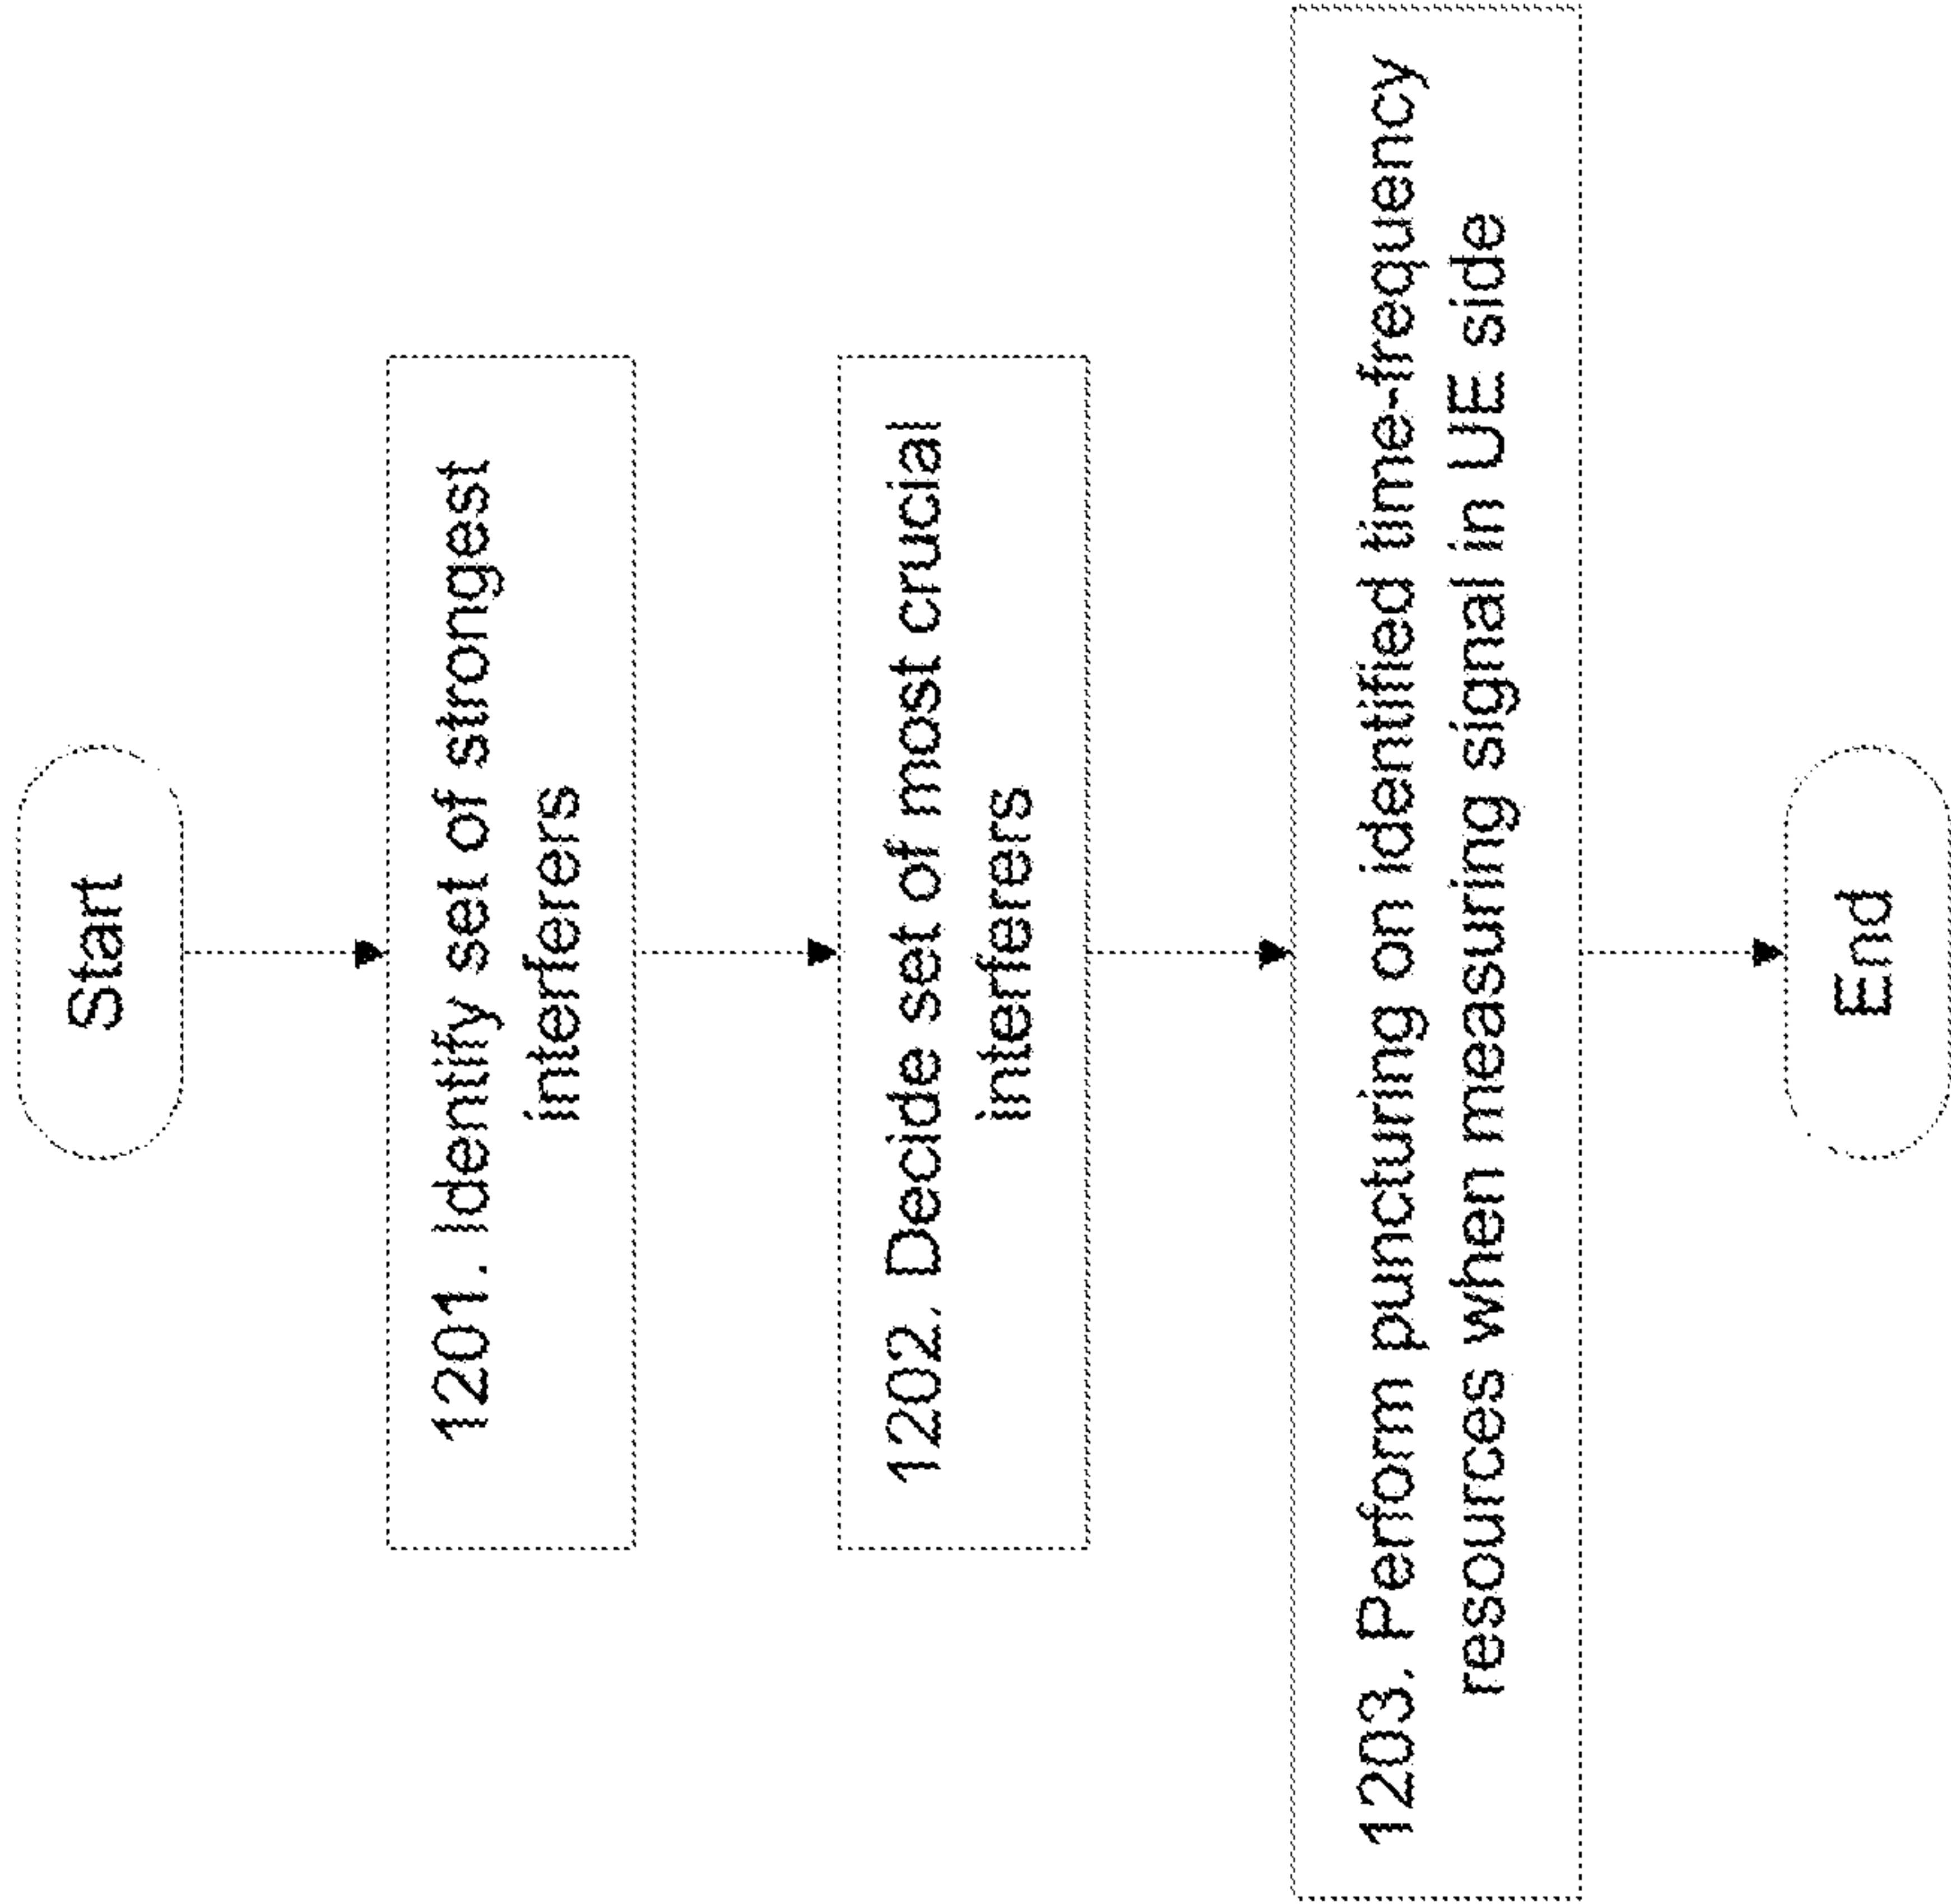 Start
1201. Identify set of strongest
interferers
1202. Decide set of most crucial
interferers
1203. Perform puncturing on identified time-frequency
resources when measuring signal in UE side
End